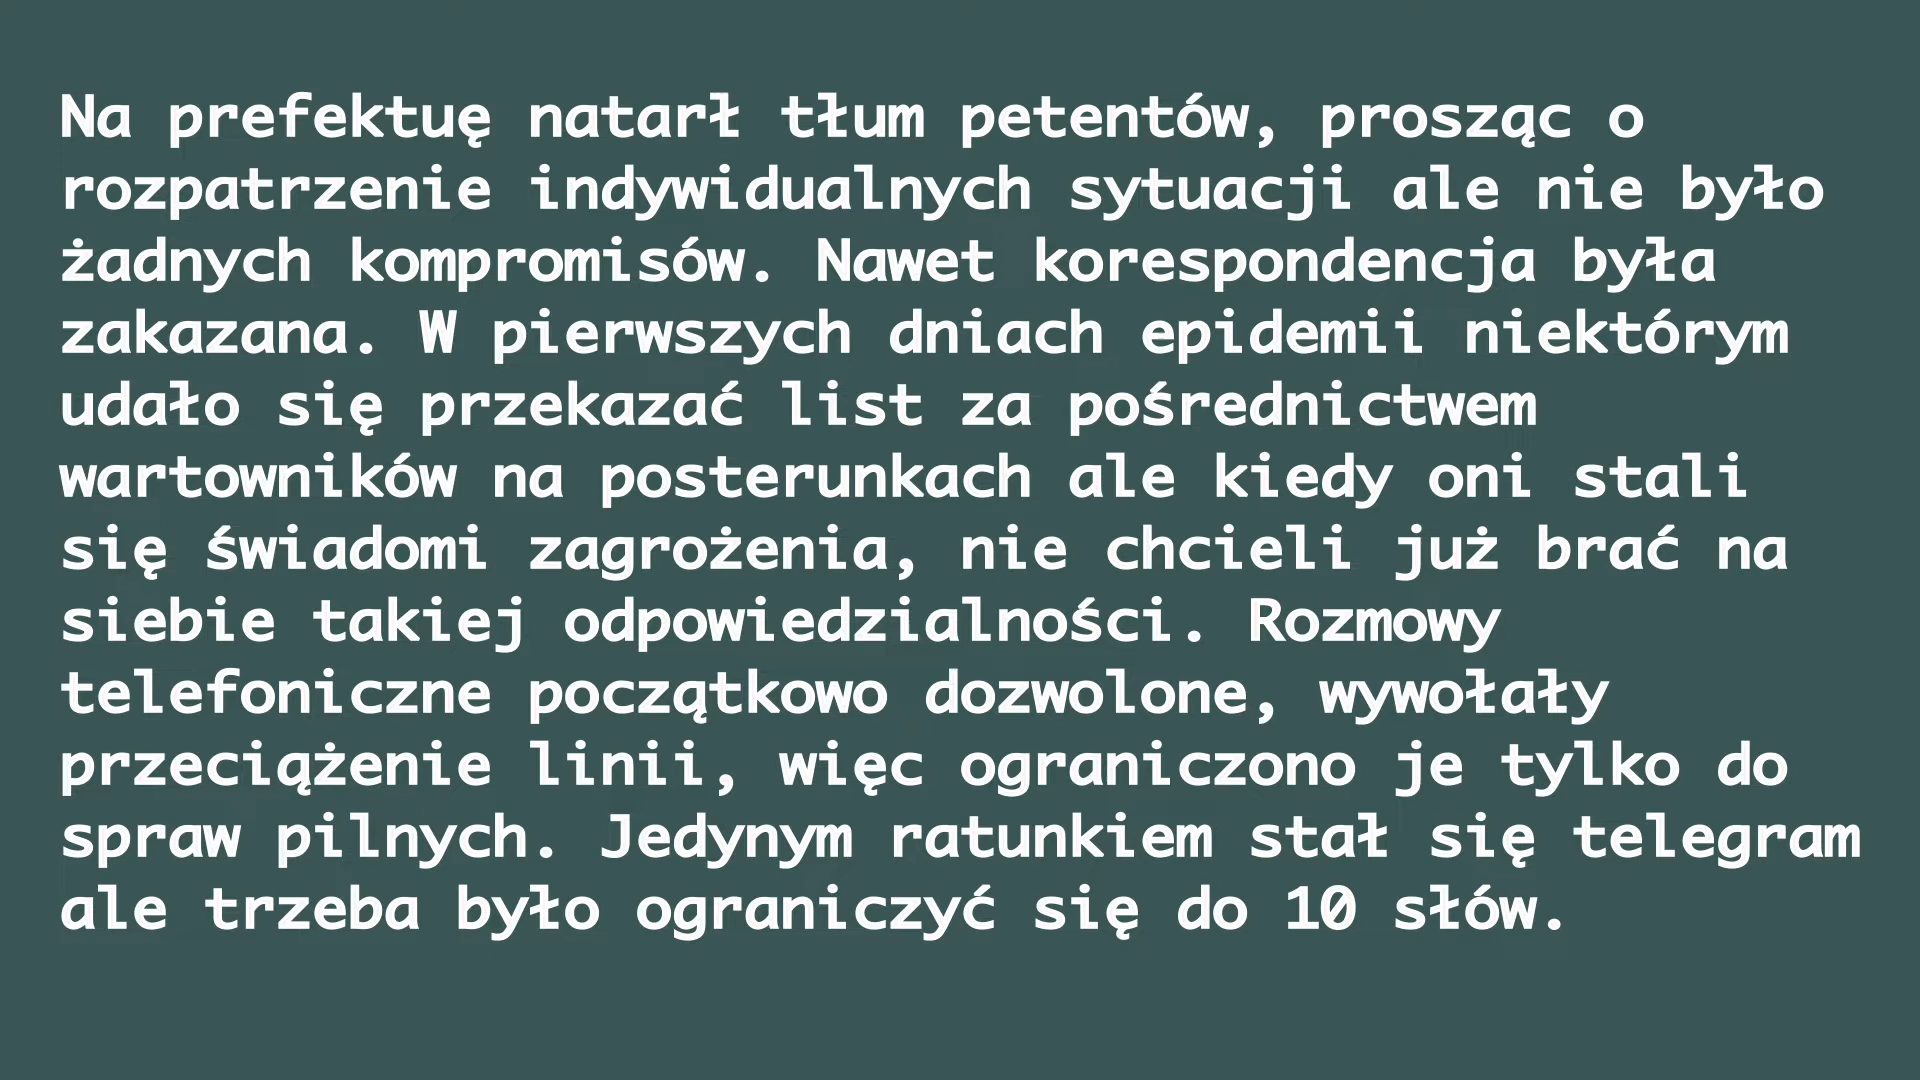 Na prefektuę natarł tłum petentów, prosząc o
rozpatrzenie indywidualnych sytuacji ale nie było
żadnych kompromisów. Nawet korespondencja była
zakazana. W pierwszych dniach epidemii niektórym
udało się przekazać list za pośrednictwem
wartowników na posterunkach ale kiedy oni stali
się świadomi zagrożenia, nie chcieli już brać na
siebie takiej odpowiedzialności. Rozmowy
telefoniczne początkowo dozwolone, wywołały
przeciążenie linii, więc ograniczono je tylko do
spraw pilnych. Jedynym ratunkiem stał się telegram
ale trzeba było ograniczyć się do 10 słów.